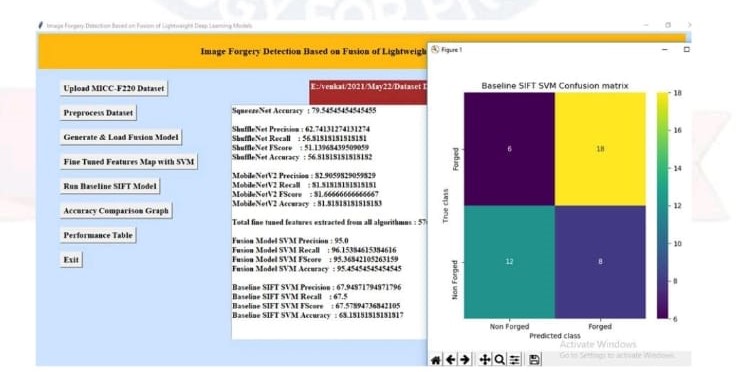 Image Forgery Detection Based on Fusion of Lightweight Deep Learning Models
Image Forgery Detection Based on Fusion of Lightweigh
Upload MICC-F220 Dataset
Preprocess Dataset
Generate & Load Fusion Model
Fine Tuned Features Map with SVM
Run Baseline SIFT Model
Accuracy Comparison Graph
Performance Table
Exit
E:/venkat/2021/May22/Dataset D
SqueezeNet Accuracy : 79.54545454545455
ShuffleNet Precision : 62.74131274131274
ShuffleNet Recall : 56.81818181818181
ShuffleNet FScore : 51.13968439509059
ShuffleNet Accuracy : 56.81818181818182
MobileNetV2 Precision : 82.9059829059829
MobileNetV2 Recall : 81.81818181818181
MobileNetV2 FScore : 81.66666666666667
MobileNetV2 Accuracy : 81.81818181818183
Total fine tuned features extracted from all algorithmns : 57
Fusion Model SVM Precision : 95.0
Fusion Model SVM Recall : 96.15384615384616
Fusion Model SVM FScore : 95.36842105263159
Fusion Model SVM Accuracy : 95.45454545454545
Baseline SIFT SVM Precision : 67.94871794871796
Baseline SIFT SVM Recall : 67.5
Baseline SIFT SVM FScore : 67.57894736842105
Baseline SIFT SVM Accuracy : 68.18181818181817
Figure 1
Baseline SIFT SVM Confusion matrix
True class
Forged
Non Forged
6
18
12
8
Non Forged
Forged
Predicted class
18
16
14
12
10
8
6
Activate Windows
Go to Settings to activate Windows.